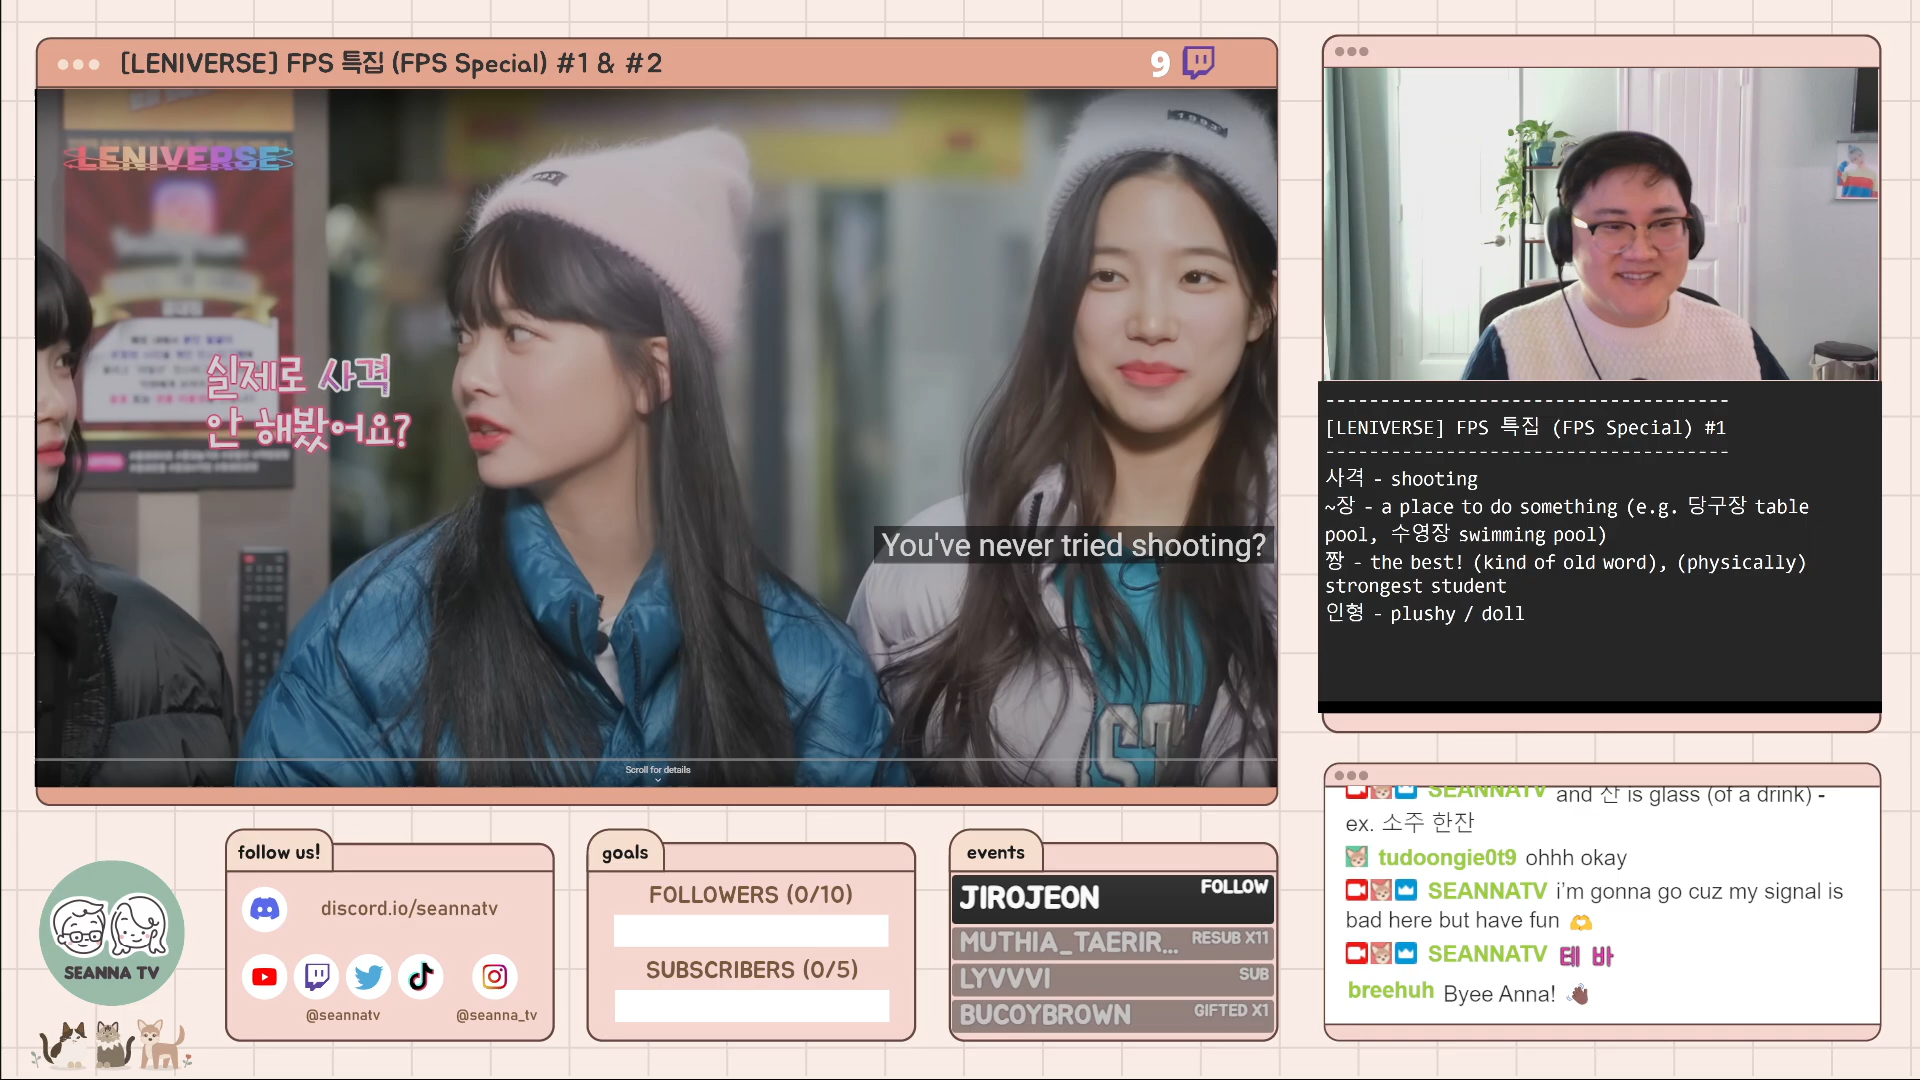 [LENIVERSE] FPS 특집 (FPS Special) #1 & #2
9
LENIVERSE
1993
실제로 사격
안 해봤어요?
You've never tried shooting?
Scroll for details
-----------------------------------
[LENIVERSE] FPS 특집 (FPS Special) #1
-----------------------------------
사격 - shooting
~장 - a place to do something (e.g. 당구장 table
pool, 수영장 swimming pool)
짱 - the best! (kind of old word), (physically)
strongest student
인형 - plushy / doll
SEANNATV and 잔 is glass (of a drink) -
ex. 소주 한잔
tudoongie0t9 ohhh okay
SEANNATV i'm gonna go cuz my signal is
bad here but have fun
SEANNATV 테 바
breehuh Byee Anna!
SEANNA TV
follow us!
discord.io/seannatv
@seannatv
@seanna_tv
goals
FOLLOWERS (0/10)
SUBSCRIBERS (0/5)
events
JIROJEON FOLLOW
MUTHIA_TAERIR... RESUB X11
LYVVVI SUB
BUCOYBROWN GIFTED X1